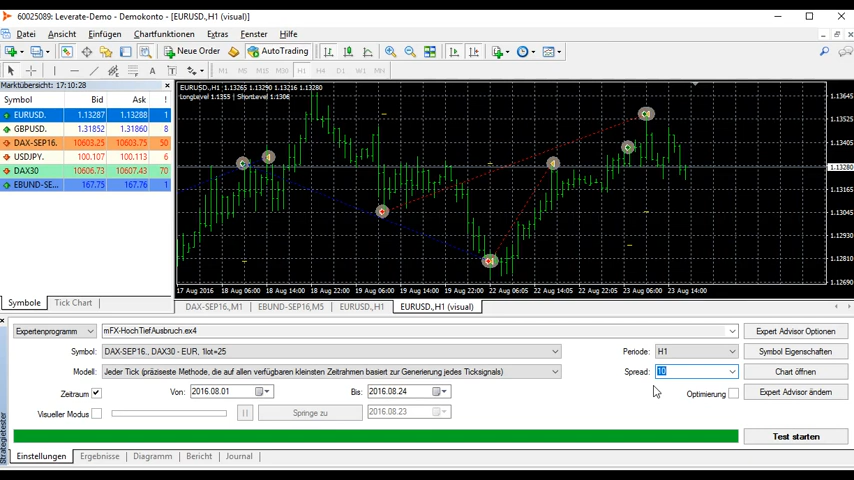 60025089: Leverate-Demo - Demokonto - [EURUSD.,H1 (visual)]
Datei Ansicht Einfügen Chartfunktionen Extras Fenster Hilfe
New Order AutoTrading
A T M1 M5 M15 M30 H1 H4 D1 W1 MN
Marktübersicht: 17:10:28
Symbol Bid Ask !
EURUSD. 1.13287 1.13288 1
GBPUSD. 1.31852 1.31860 8
DAX-SEP16. 10603.25 10603.75 50
USDJPY. 100.107 100.113 6
DAX30 10606.73 10607.43 70
EBUND-SE... 167.75 167.76 1
Symbole Tick Chart
EURUSD.,H1 1.13265 1.13290 1.13216 1.13280
LongLevel 1.1355 | ShortLevel 1.1306
1.13645
1.13525
1.13400
1.13280
1.13165
1.13045
1.12930
1.12810
1.12690
17 Aug 2016 18 Aug 06:00 18 Aug 14:00 18 Aug 22:00 19 Aug 06:00 19 Aug 14:00 19 Aug 22:00 22 Aug 06:05 22 Aug 14:05 22 Aug 22:05 23 Aug 06:00 23 Aug 14:00
DAX-SEP16.,M1 EBUND-SEP16,M5 EURUSD.,H1 EURUSD.,H1 (visual)
Expertenprogramm mFX-HochTiefAusbruch.ex4 Expert Advisor Optionen
Symbol: DAX-SEP16., DAX30 - EUR, 1lot=25 Periode: H1 Symbol Eigenschaften
Modell: Jeder Tick (präziseste Methode, die auf allen verfügbaren kleinsten Zeitrahmen basiert zur Generierung jedes Ticksignals) Spread: 10 Chart öffnen
Zeitraum Von: 2016.08.01 Bis: 2016.08.24 Optimierung Expert Advisor ändern
Visueller Modus Springe zu 2016.08.23
Test starten
Einstellungen Ergebnisse Diagramm Bericht Journal
Strategietester